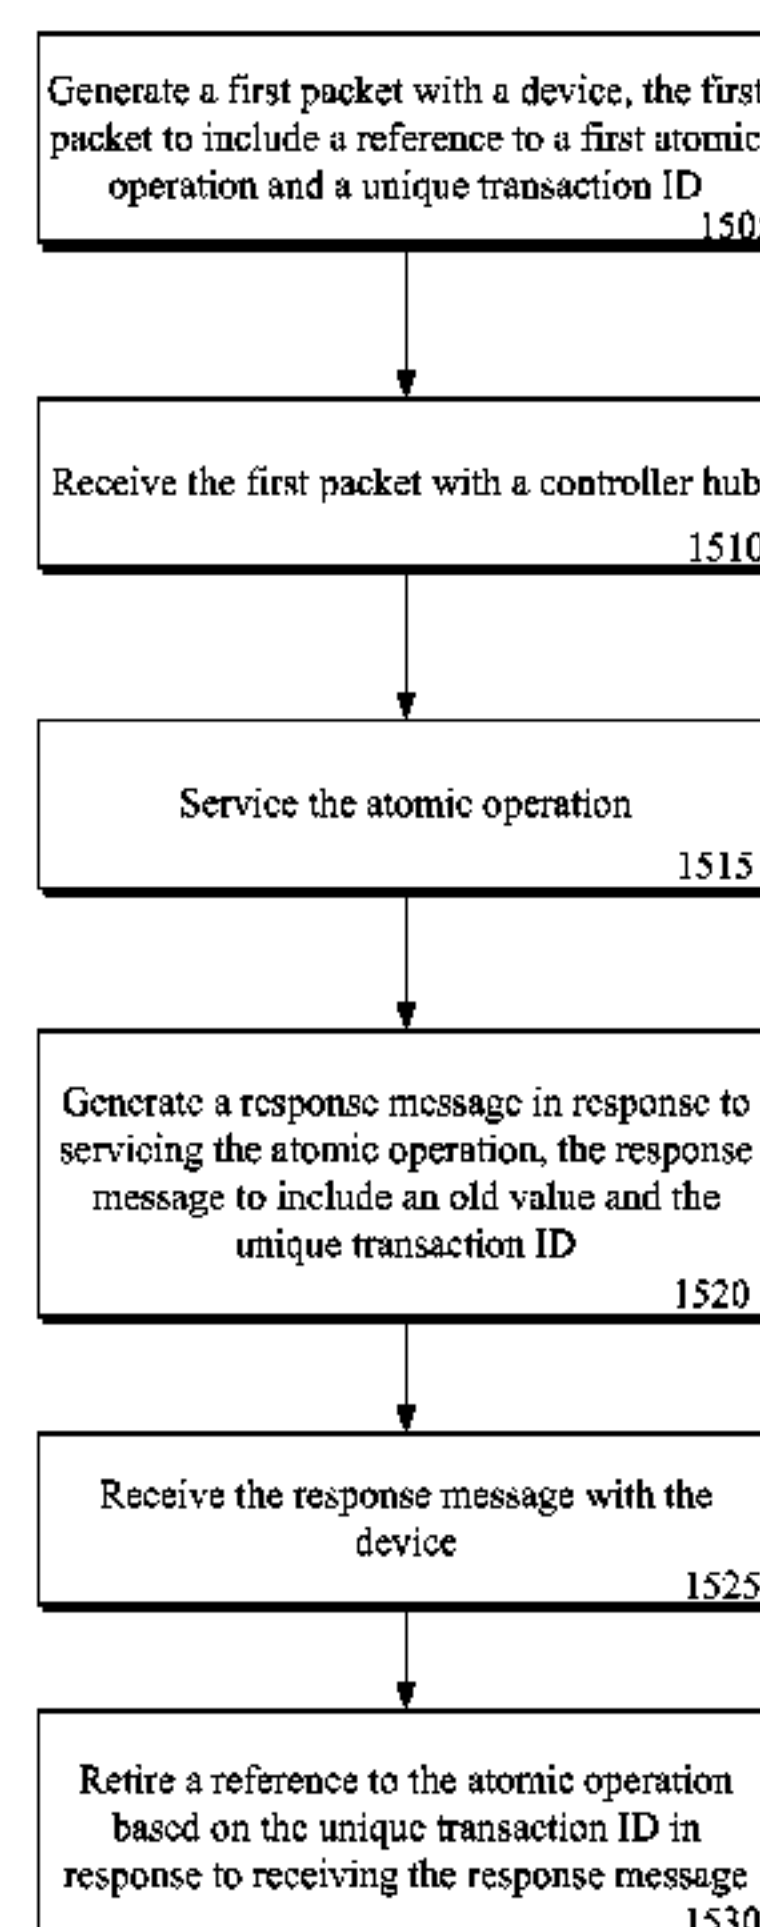 Generate a first packet with a device, the first
packet to include a reference to a first atomic
operation and a unique transaction ID
150
Receive the first packet with a controller hub
1510
Service the atomic operation
1515
Generate a response message in response to
servicing the atomic operation, the response
message to include an old value and the
unique transaction ID
1520
Receive the response message with the
device
1525
Retire a reference to the atomic operation
based on the unique transaction ID in
response to receiving the response message
1530